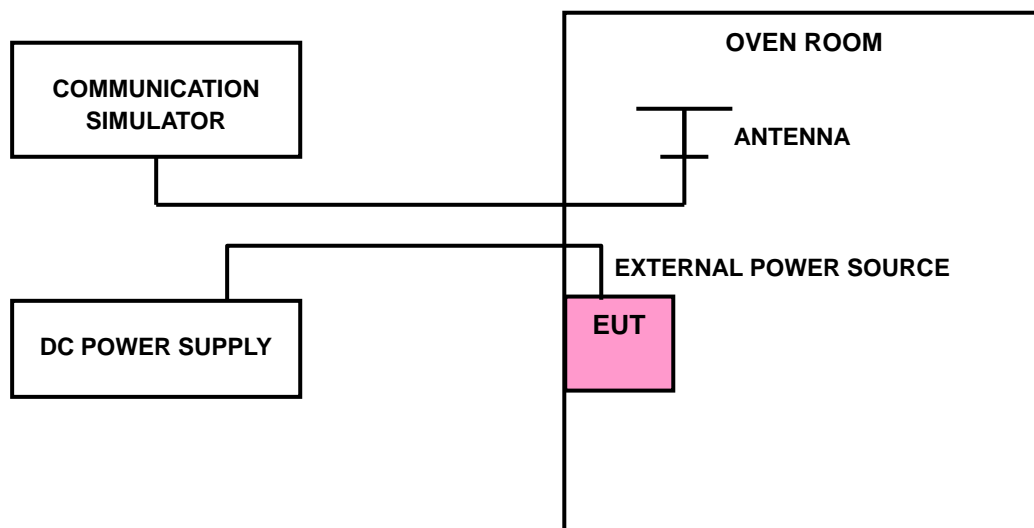 OVEN ROOM
COMMUNICATION
SIMULATOR
ANTENNA
EXTERNAL POWER SOURCE
EUT
DC POWER SUPPLY